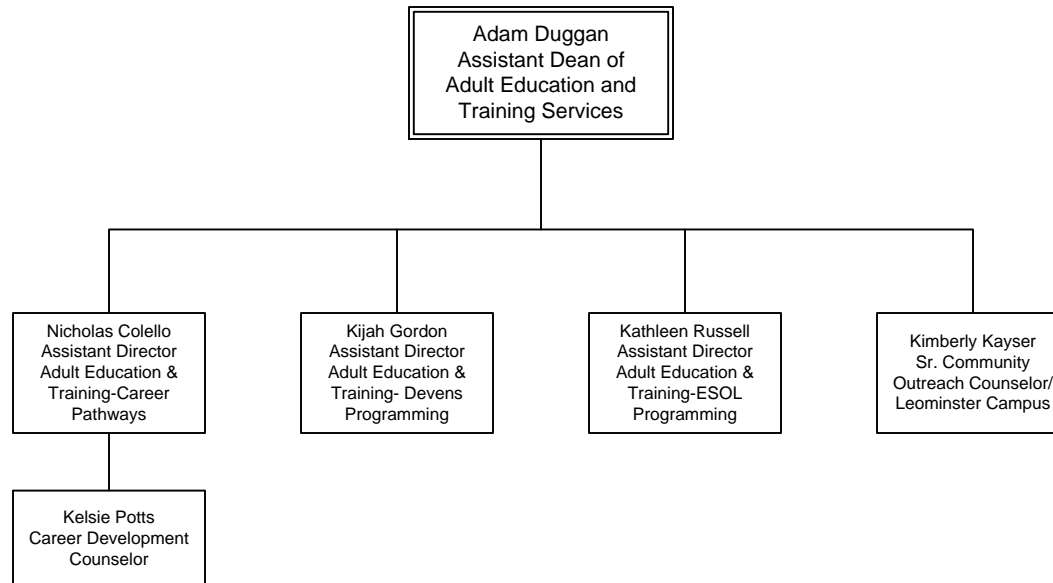 Adam Duggan
Assistant Dean of
Adult Education and
Training Services
Nicholas Colello
Assistant Director
Adult Education &
Training-Career
Pathways
Kijah Gordon
Assistant Director
Adult Education &
Training- Devens
Programming
Kathleen Russell
Assistant Director
Adult Education &
Training-ESOL
Programming
Kimberly Kayser
Sr. Community
Outreach Counselor/
Leominster Campus
Kelsie Potts
Career Development
Counselor